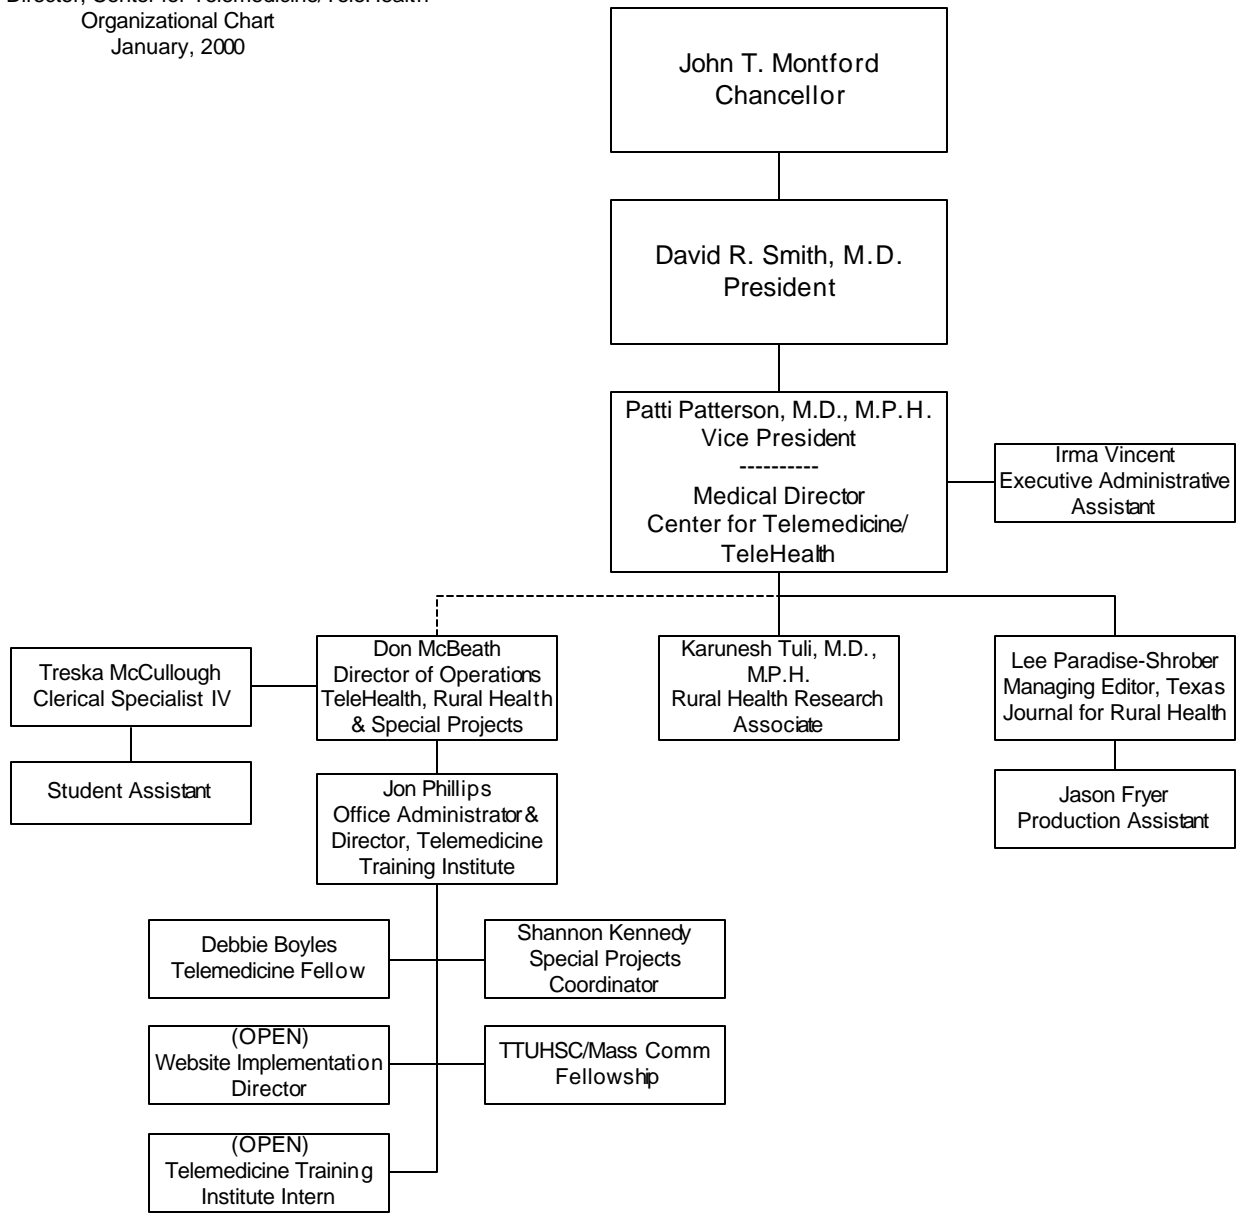 Director, Center for Telemedicine/TeleHealth
Organizational Chart
January, 2000
John T. Montford
Chancellor
David R. Smith, M.D.
President
Patti Patterson, M.D., M.P.H.
Vice President
----------
Medical Director
Center for Telemedicine/
TeleHealth
Irma Vincent
Executive Administrative
Assistant
Treska McCullough
Clerical Specialist IV
Don McBeath
Director of Operations
TeleHealth, Rural Health
& Special Projects
Karunesh Tuli, M.D.,
M.P.H.
Rural Health Research
Associate
Lee Paradise-Shrober
Managing Editor, Texas
Journal for Rural Health
Student Assistant
Jon Phillips
Office Administrator &
Director, Telemedicine
Training Institute
Jason Fryer
Production Assistant
Debbie Boyles
Telemedicine Fellow
Shannon Kennedy
Special Projects
Coordinator
(OPEN)
Website Implementation
Director
TTUHSC/Mass Comm
Fellowship
(OPEN)
Telemedicine Training
Institute Intern